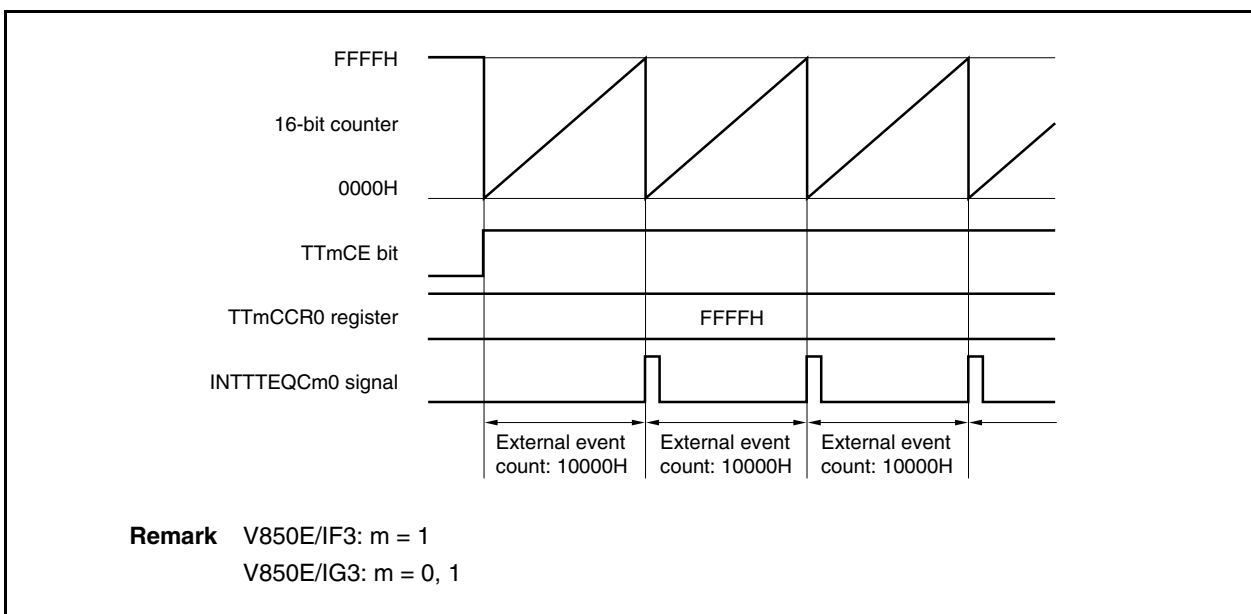 FFFFH
16-bit counter
0000H
TTmCE bit
TTmCCR0 register
FFFFH
INTTTEQCm0 signal
External event
count: 10000H
External event
count: 10000H
External event
count: 10000H
Remark V850E/IF3: m = 1
V850E/IG3: m = 0, 1